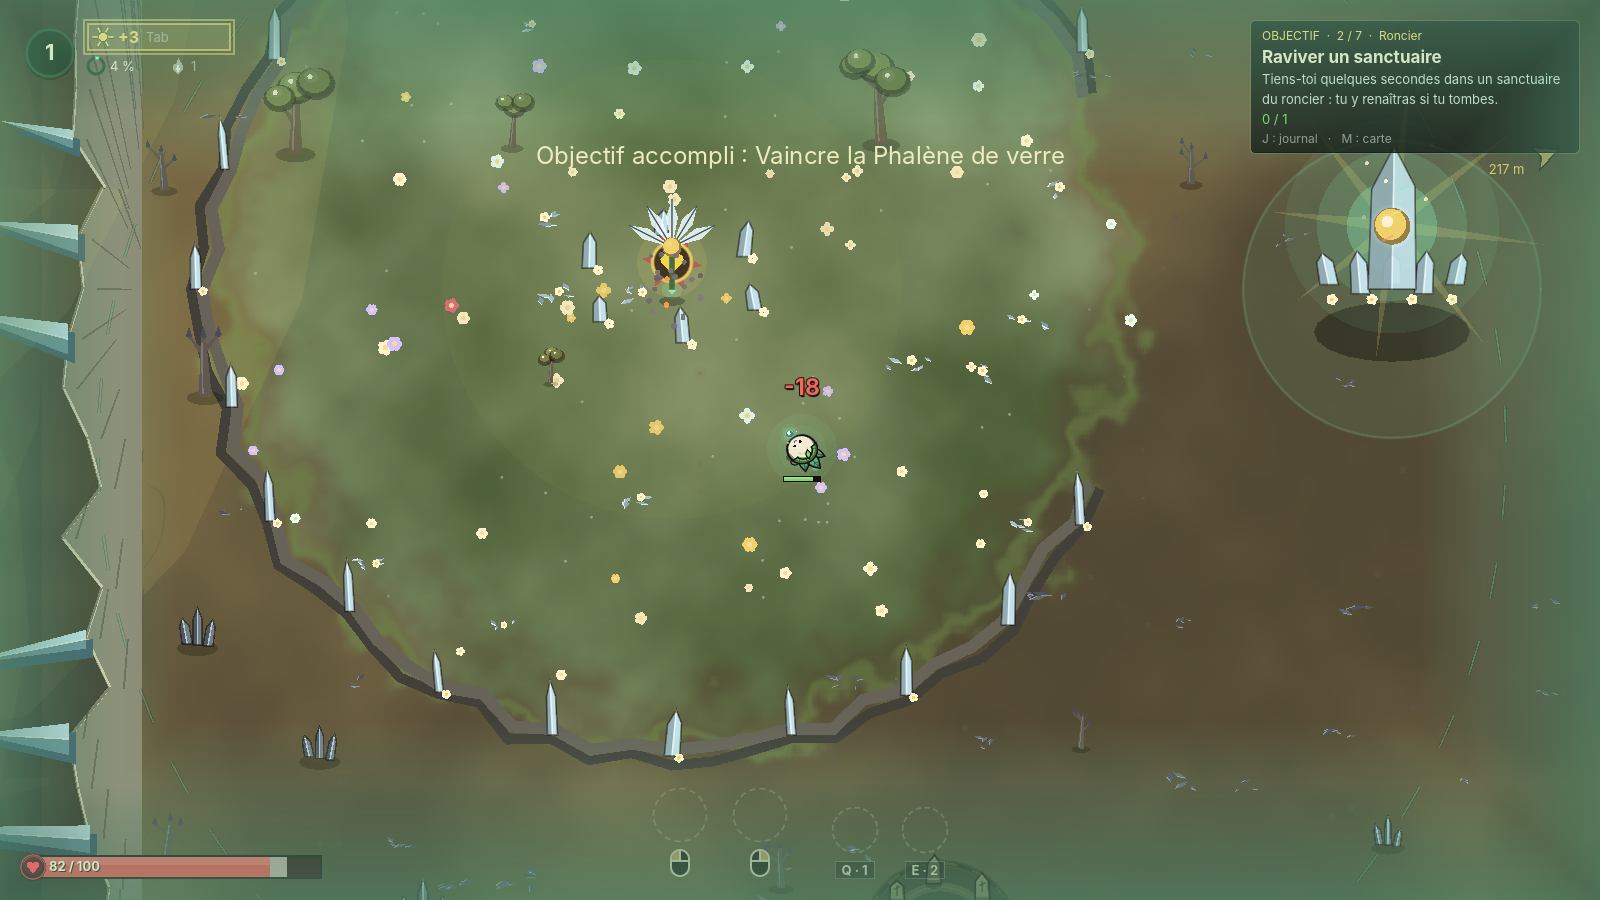 1
+3 Tab
4 % 1
OBJECTIF · 2 / 7 · Roncier
Raviver un sanctuaire
Tiens-toi quelques secondes dans un sanctuaire
du roncier : tu y renaîtras si tu tombes.
0 / 1
J : journal · M : carte
217 m
Objectif accompli : Vaincre la Phalène de verre
-18
82 / 100
Q · 1
E · 2